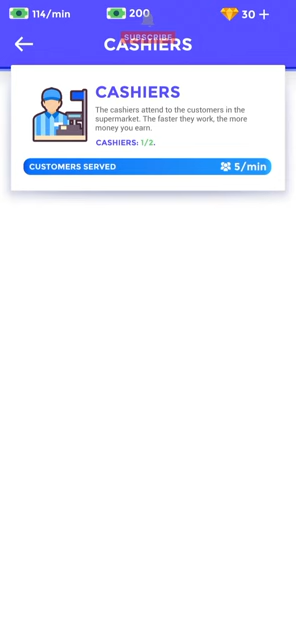 114/min 200 30 +
SUBSCRIBE
CASHIERS
CASHIERS
The cashiers attend to the customers in the
supermarket. The faster they work, the more
money you earn.
CASHIERS: 1/2.
CUSTOMERS SERVED 5/min